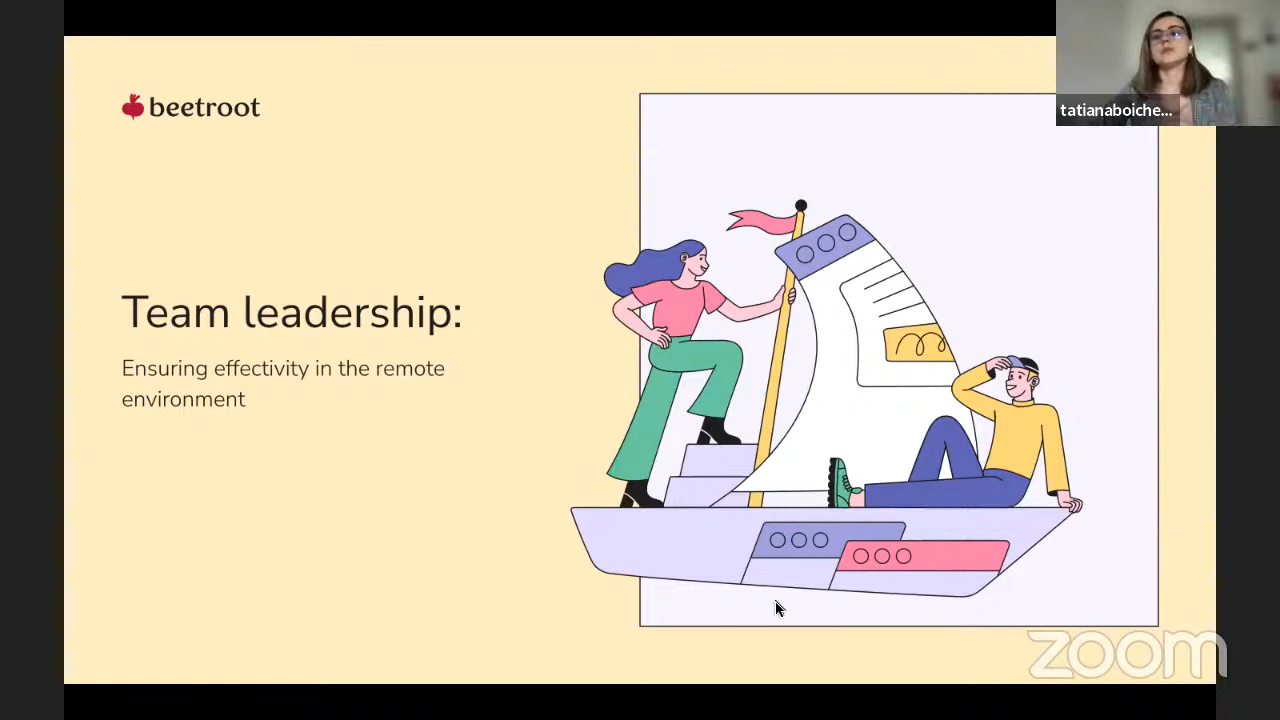 beetroot
Team leadership:
Ensuring effectivity in the remote
environment
tatianaboiche...
zoom